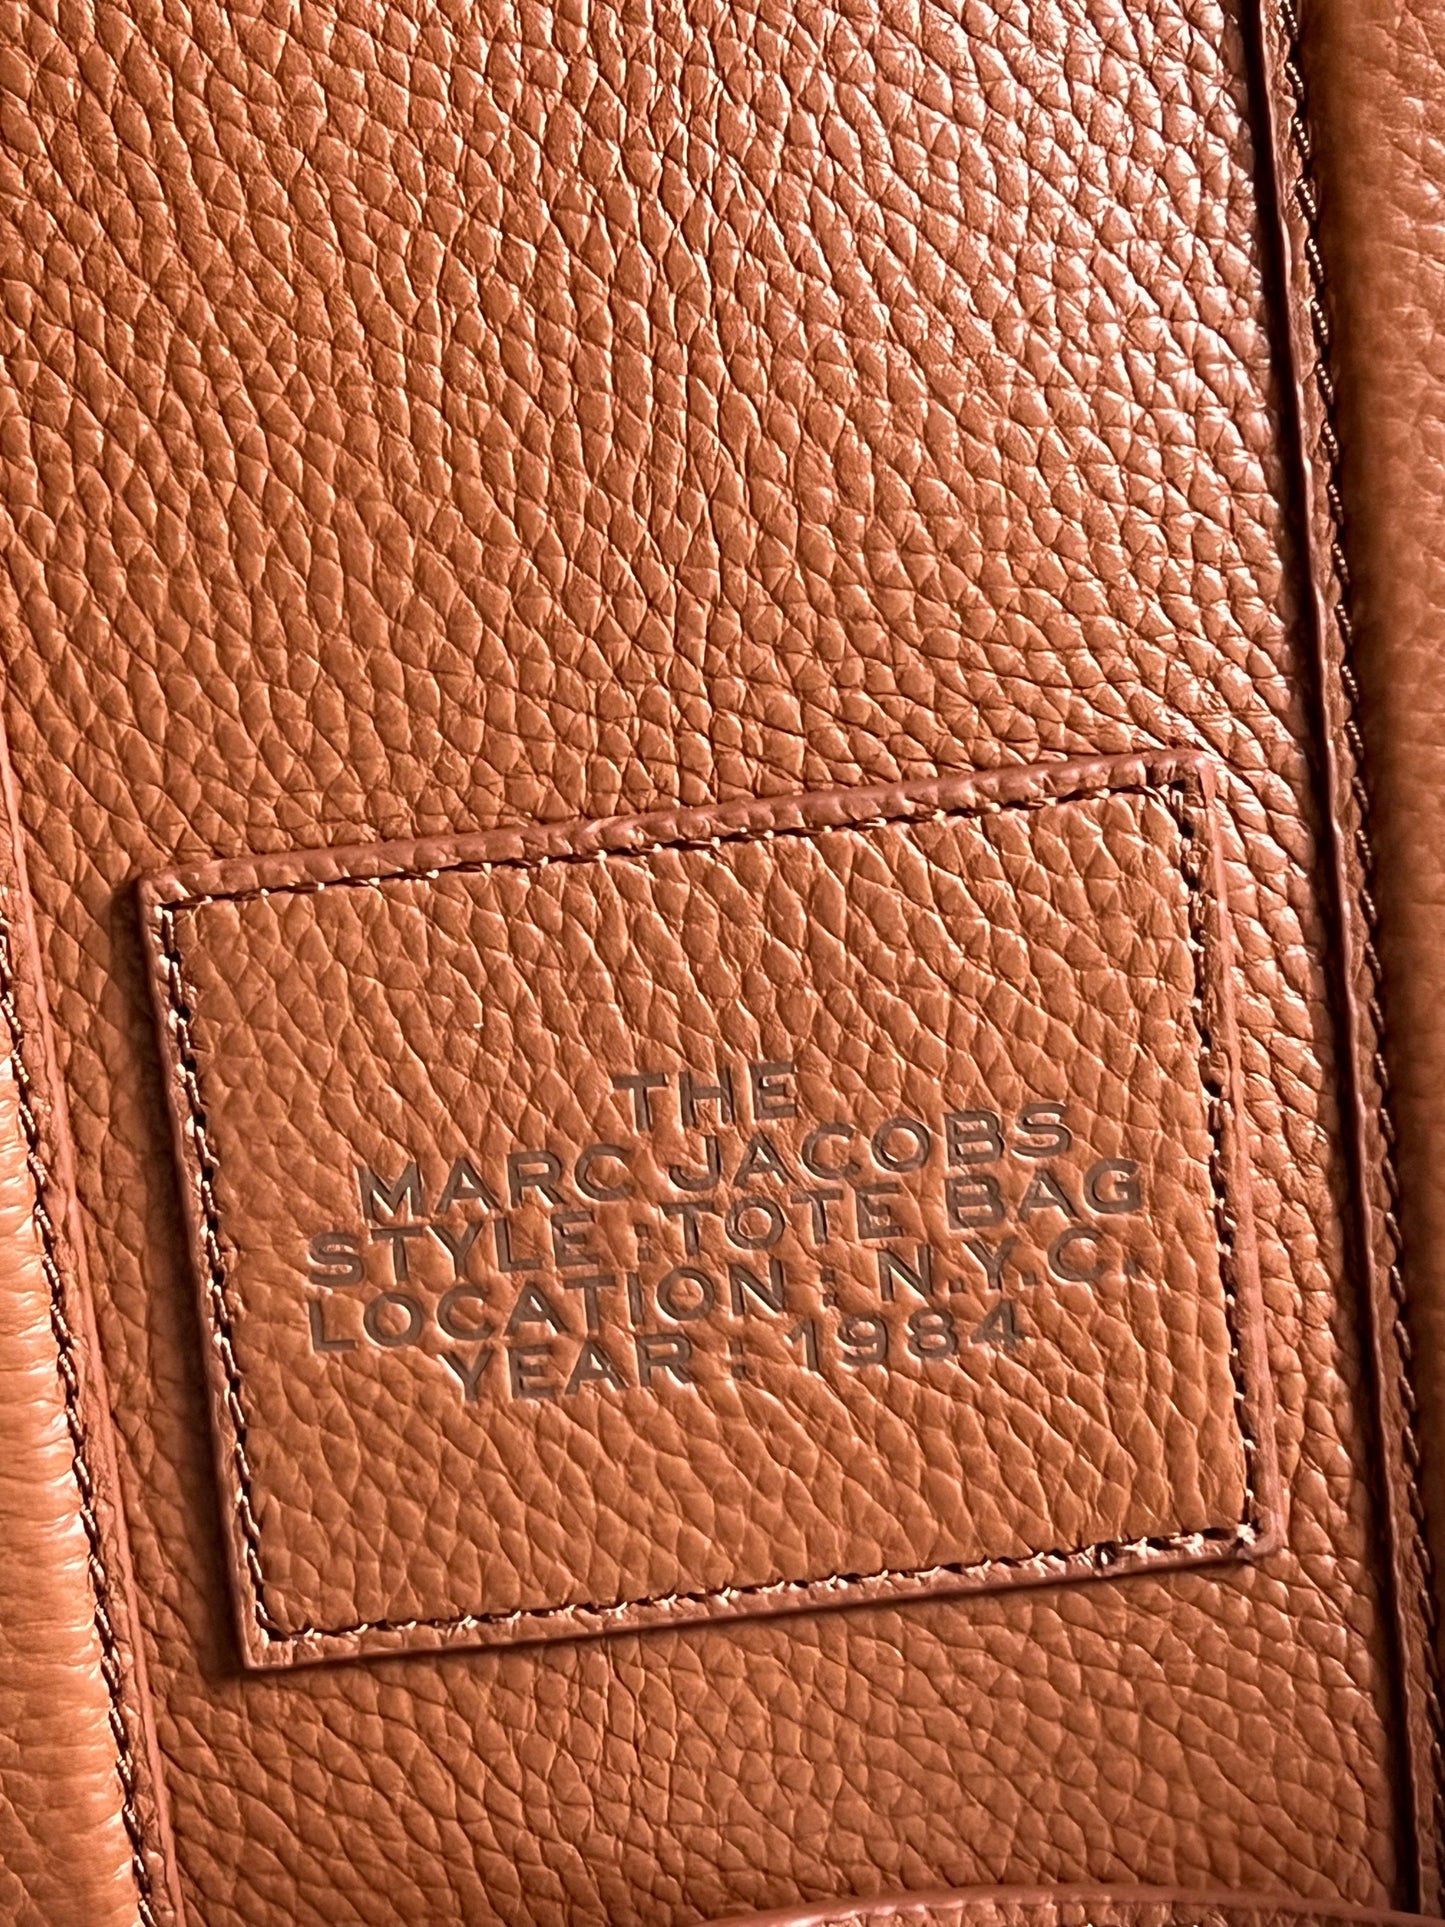 THE
MARC JACOBS
STYLE : TOTE BAG
LOCATION : N.Y.C.
YEAR : 1984